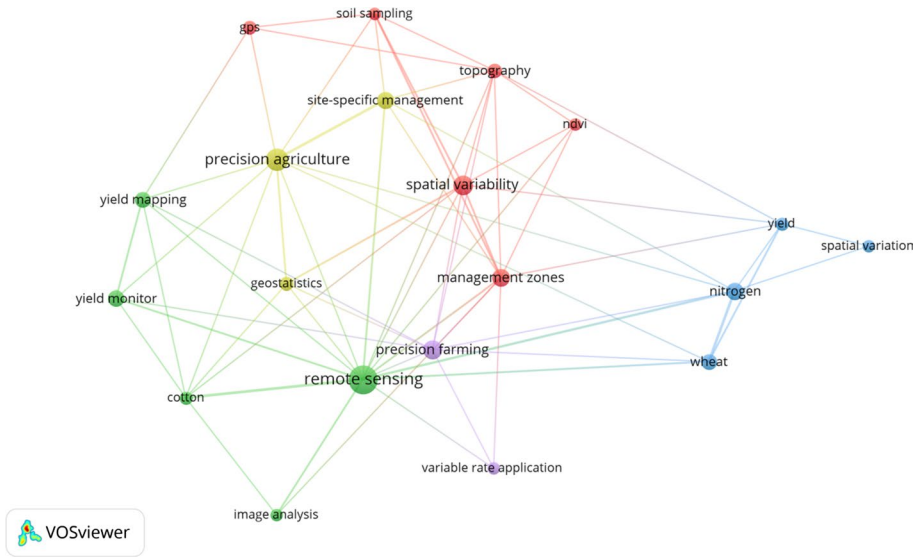 soil sampling
gps
topography
site-specific management
ndvi
precision agriculture
spatial variability
yield mapping
yield
spatial variation
management zones
geostatistics
nitrogen
yield monitor
precision farming
wheat
remote sensing
cotton
variable rate application
image analysis
VOSviewer